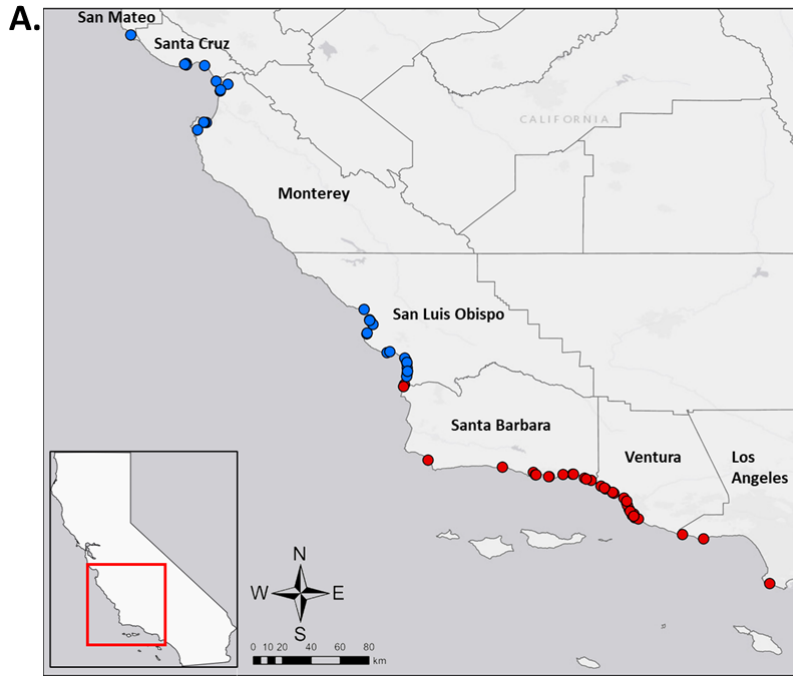 A.
San Mateo
Santa Cruz
CALIFORNIA
Monterey
San Luis Obispo
Santa Barbara
Ventura
Los
Angeles
N
W E
S
0 10 20 40 60 80
km